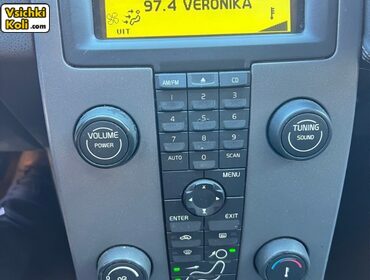 Vsichki
Koli.com
97.4 VERONIKA
UIT
AM/FM
CD
1 2 3
4 5 6
7 8 9
AUTO 0 SCAN
VOLUME
POWER
TUNING
SOUND
MENU
ENTER EXIT